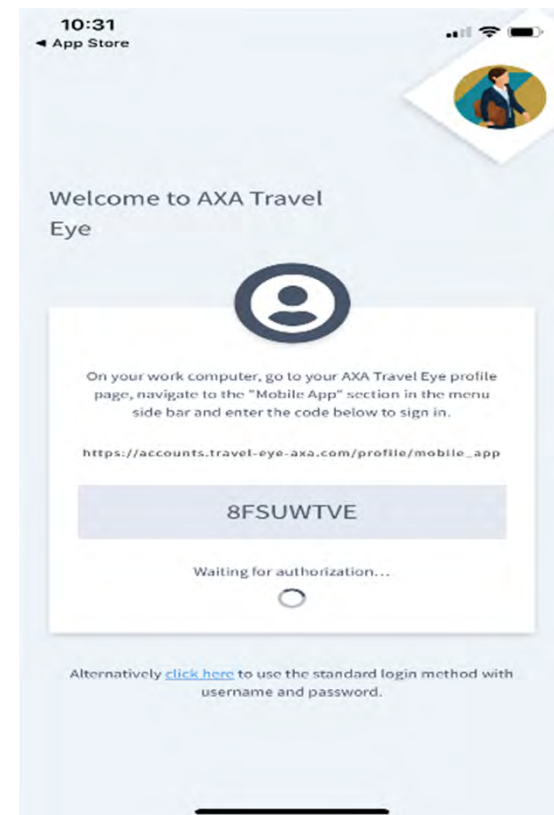 10:31
◄ App Store
Welcome to AXA Travel
Eye
On your work computer, go to your AXA Travel Eye profile
page, navigate to the "Mobile App" section in the menu
side bar and enter the code below to sign in.
https://accounts.travel-eye-axa.com/profile/mobile_app
8FSUWTVE
Waiting for authorization...
Alternatively click here to use the standard login method with
username and password.